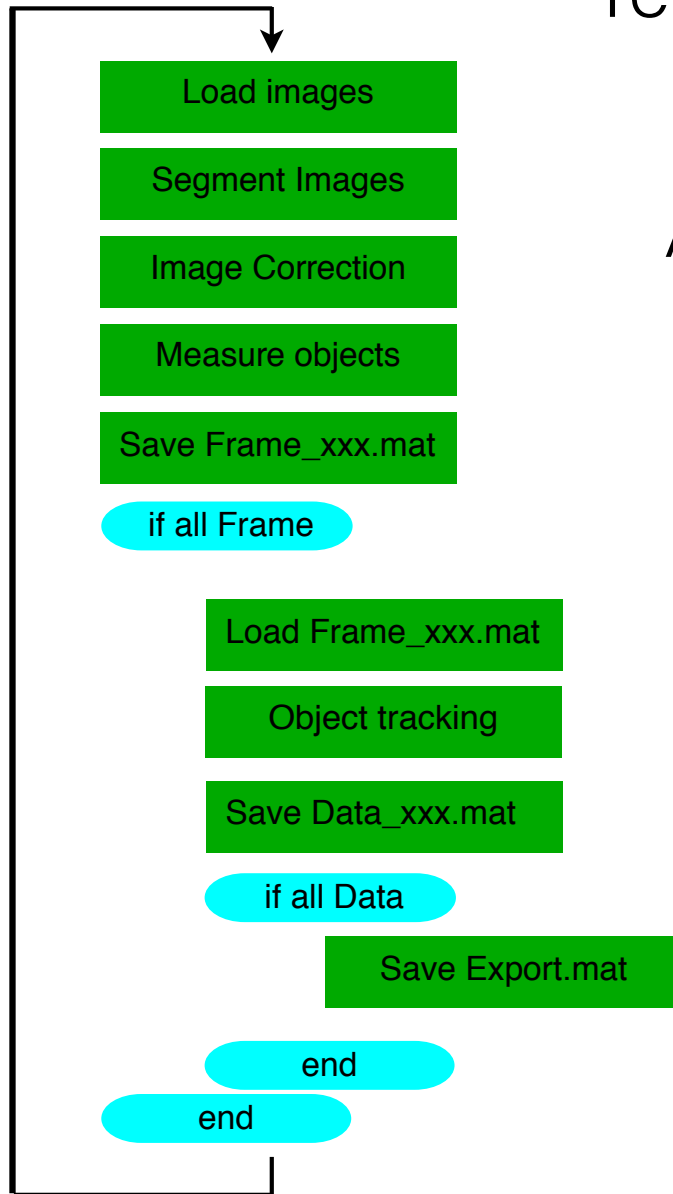 Load images
Segment Images
Image Correction
Measure objects
Save Frame_xxx.mat
if all Frame
Load Frame_xxx.mat
Object tracking
Save Data_xxx.mat
if all Data
Save Export.mat
end
end